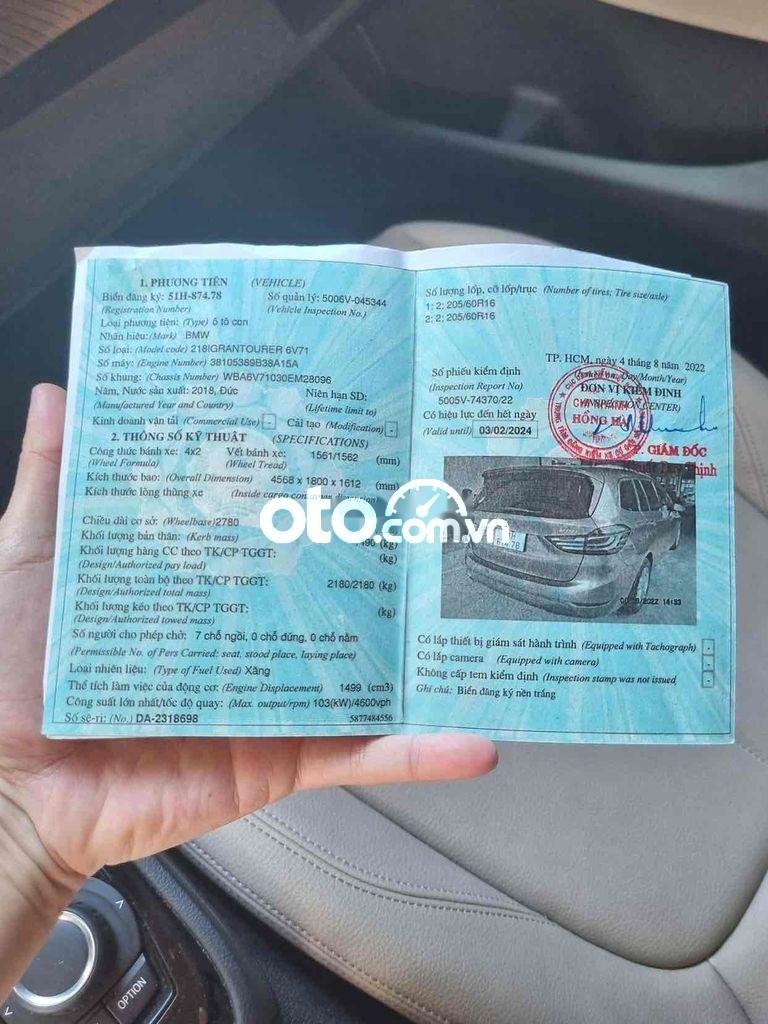 1. PHƯƠNG TIỆN (VEHICLE)
Biển đăng ký: 51H-874.78 Số quản lý: 5006V-045344
(Registration Number) (Vehicle Inspection No.)
Loại phương tiện: (Type) ô tô con
Nhãn hiệu: (Mark) BMW
Số loại: (Model code) 218IGRANTOURER 6V71
Số máy: (Engine Number) 38105389B38A15A
Số khung: (Chassis Number) WBA6V71030EM28096
Năm, Nước sản xuất: 2018, Đức Niên hạn SD:
(Manufactured Year and Country) (Lifetime limit to)
Kinh doanh vận tải (Commercial Use) - Cải tạo (Modification) -
2. THÔNG SỐ KỸ THUẬT (SPECIFICATIONS)
Công thức bánh xe: 4x2 Vết bánh xe: 1561/1562 (mm)
(Wheel Formula) (Wheel Tread)
Kích thước bao: (Overall Dimension) 4568 x 1800 x 1612 (mm)
Kích thước lòng thùng xe (Inside cargo container dimension)
Chiều dài cơ sở: (Wheelbase) 2780
Khối lượng bản thân: (Kerb mass) (kg)
Khối lượng hàng CC theo TK/CP TGGT: (kg)
(Design/Authorized pay load)
Khối lượng toàn bộ theo TK/CP TGGT: 2180/2180 (kg)
(Design/Authorized total mass)
Khối lượng kéo theo TK/CP TGGT: (kg)
(Design/Authorized towed mass)
Số người cho phép chở: 7 chỗ ngồi, 0 chỗ đứng, 0 chỗ nằm
(Permissible No. of Pers Carried: seat, stood place, laying place)
Loại nhiên liệu: (Type of Fuel Used) Xăng
Thể tích làm việc của động cơ: (Engine Displacement) 1499 (cm3)
Công suất lớn nhất/tốc độ quay: (Max. output/rpm) 103(kW)/4600vph
Số sê-ri: (No.) DA-2318698 5877484556
Số lượng lốp, cỡ lốp/trục (Number of tires; Tire size/axle)
1: 2; 205/60R16
2: 2; 205/60R16
TP. HCM, ngày 4 tháng 8 năm 2022
Số phiếu kiểm định
(Inspection Report No) ĐƠN VỊ KIỂM ĐỊNH
5005V-74370/22 (INSPECTION CENTER)
Có hiệu lực đến hết ngày CHI NHÁNH
(Valid until) 03/02/2024 HỒNG HÀ
P. GIÁM ĐỐC
Có lắp thiết bị giám sát hành trình (Equipped with Tachograph) -
Có lắp camera (Equipped with camera) -
Không cấp tem kiểm định (Inspection stamp was not issued) -
Ghi chú: Biển đăng ký nền trắng
oto.com.vn
OPTION